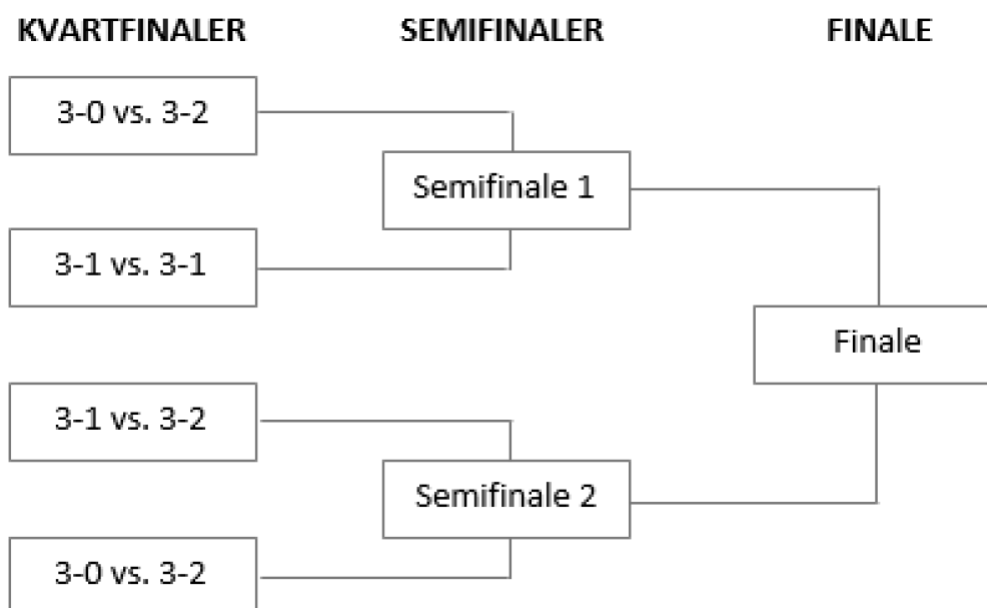 KVARTFINALER SEMIFINALER FINALE
3-0 vs. 3-2
Semifinale 1
3-1 vs. 3-1
Finale
3-1 vs. 3-2
Semifinale 2
3-0 vs. 3-2